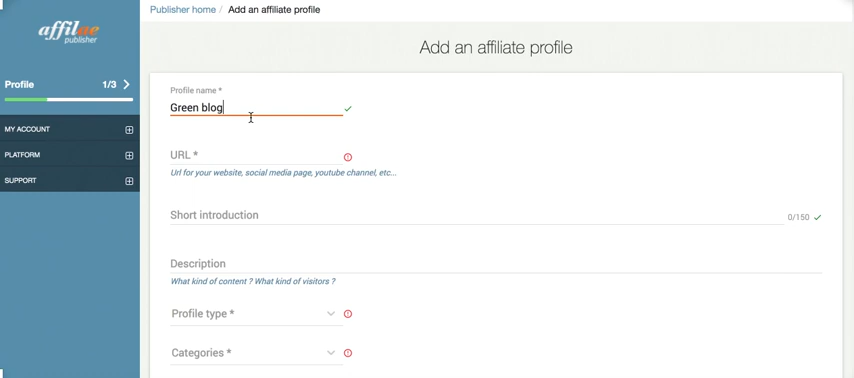 Publisher home / Add an affiliate profile
affilae
publisher
Add an affiliate profile
Profile 1/3
MY ACCOUNT
PLATFORM
SUPPORT
Profile name *
Green blog
URL *
Url for your website, social media page, youtube channel, etc...
Short introduction 0/150
Description
What kind of content ? What kind of visitors ?
Profile type *
Categories *